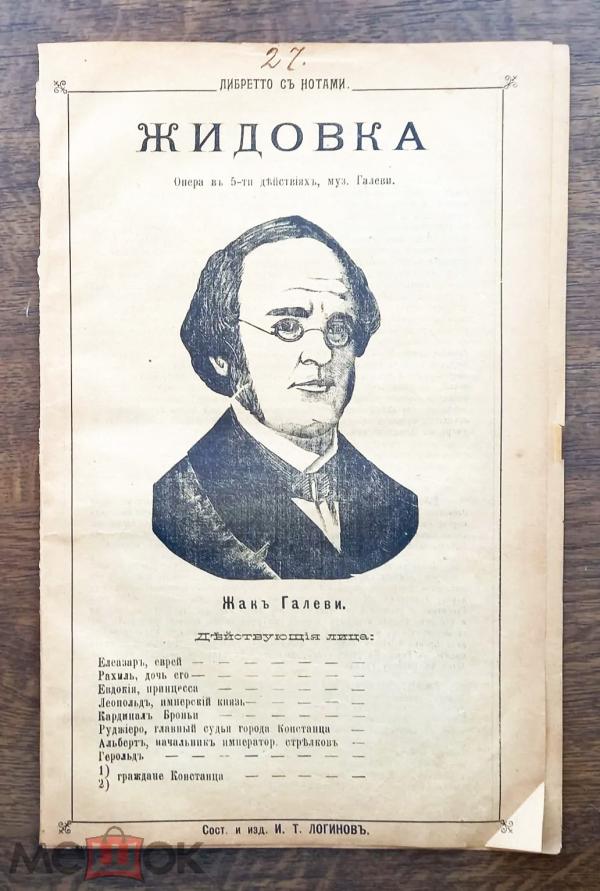 27.
ЛИБРЕТТО СЪ НОТАМИ.
ЖИДОВКА
Опера въ 5-ти дѣйствіяхъ, муз. Галеви.
Жакъ Галеви.
Дѣйствующія лица:
Елеазаръ, еврей — — — — — — —
Рахиль, дочь его — — — — — — —
Евдокія, принцесса — — — — — —
Леопольдъ, имперскій князь — — — — —
Кардиналъ Броньи — — — — — —
Руджіеро, главный судья города Констанца —
Альбертъ, начальникъ император. стрѣлковъ —
Герольдъ — — — — — — — —
1)
2) граждане Констанца — — — — —
Сост. и изд. И. Т. ЛОГИНОВЪ.
мешок